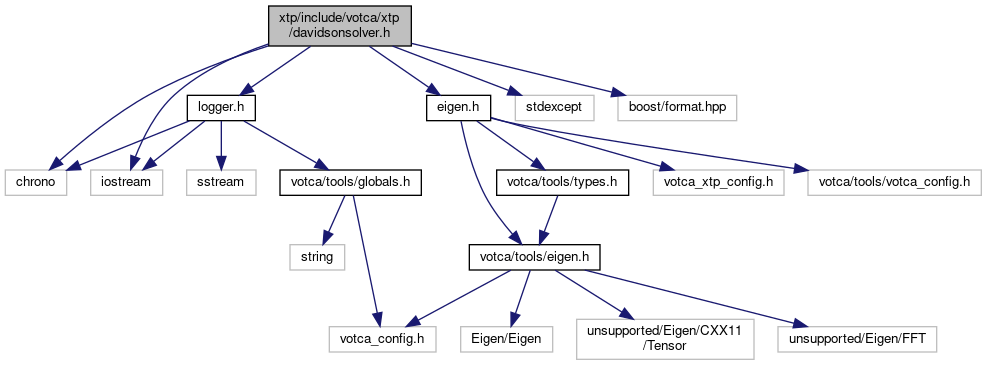 xtp/include/votca/xtp
/davidsonsolver.h
logger.h
eigen.h
stdexcept
boost/format.hpp
chrono
iostream
sstream
votca/tools/globals.h
votca/tools/types.h
votca_xtp_config.h
votca/tools/votca_config.h
string
votca/tools/eigen.h
votca_config.h
Eigen/Eigen
unsupported/Eigen/CXX11
/Tensor
unsupported/Eigen/FFT